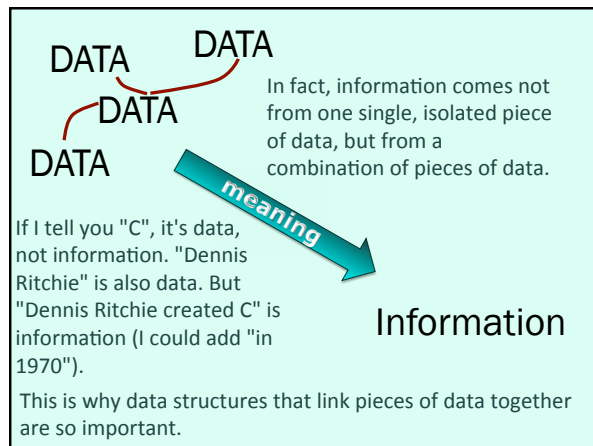 DATA
DATA
DATA
DATA
In fact, information comes not
from one single, isolated piece
of data, but from a
combination of pieces of data.
meaning
If I tell you "C", it's data,
not information. "Dennis
Ritchie" is also data. But
"Dennis Ritchie created C" is
information (I could add "in
1970").
Information
This is why data structures that link pieces of data together
are so important.